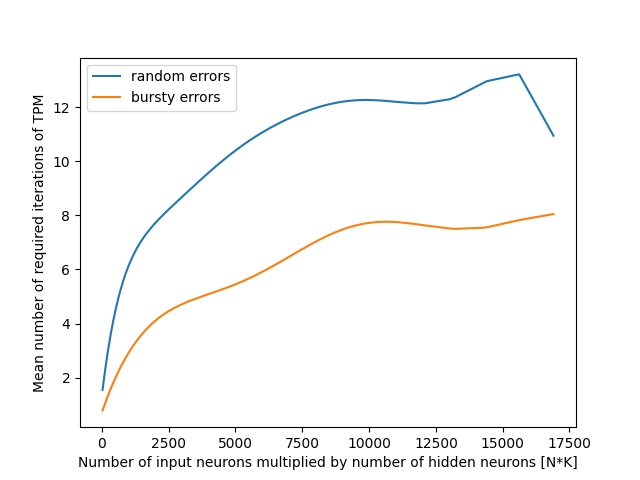 random errors
bursty errors
Mean number of required iterations of TPM
12
10
8
6
4
2
0 2500 5000 7500 10000 12500 15000 17500
Number of input neurons multiplied by number of hidden neurons [N*K]